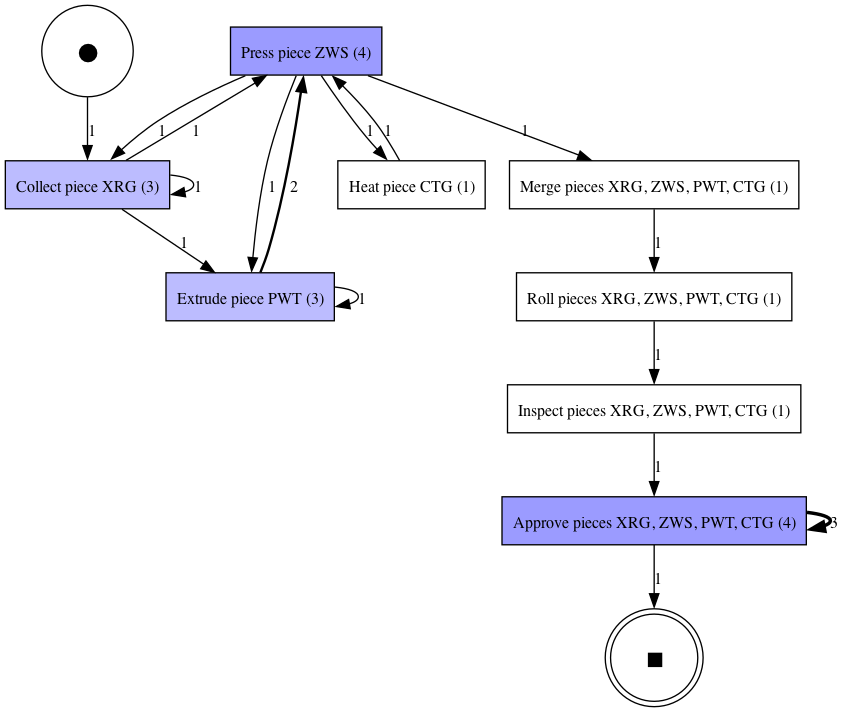 Press piece ZWS (4)
1
1
1
1
1
1
Collect piece XRG (3)
1
1
2
Heat piece CTG (1)
Merge pieces XRG, ZWS, PWT, CTG (1)
1
1
Extrude piece PWT (3)
1
Roll pieces XRG, ZWS, PWT, CTG (1)
1
Inspect pieces XRG, ZWS, PWT, CTG (1)
1
Approve pieces XRG, ZWS, PWT, CTG (4)
3
1